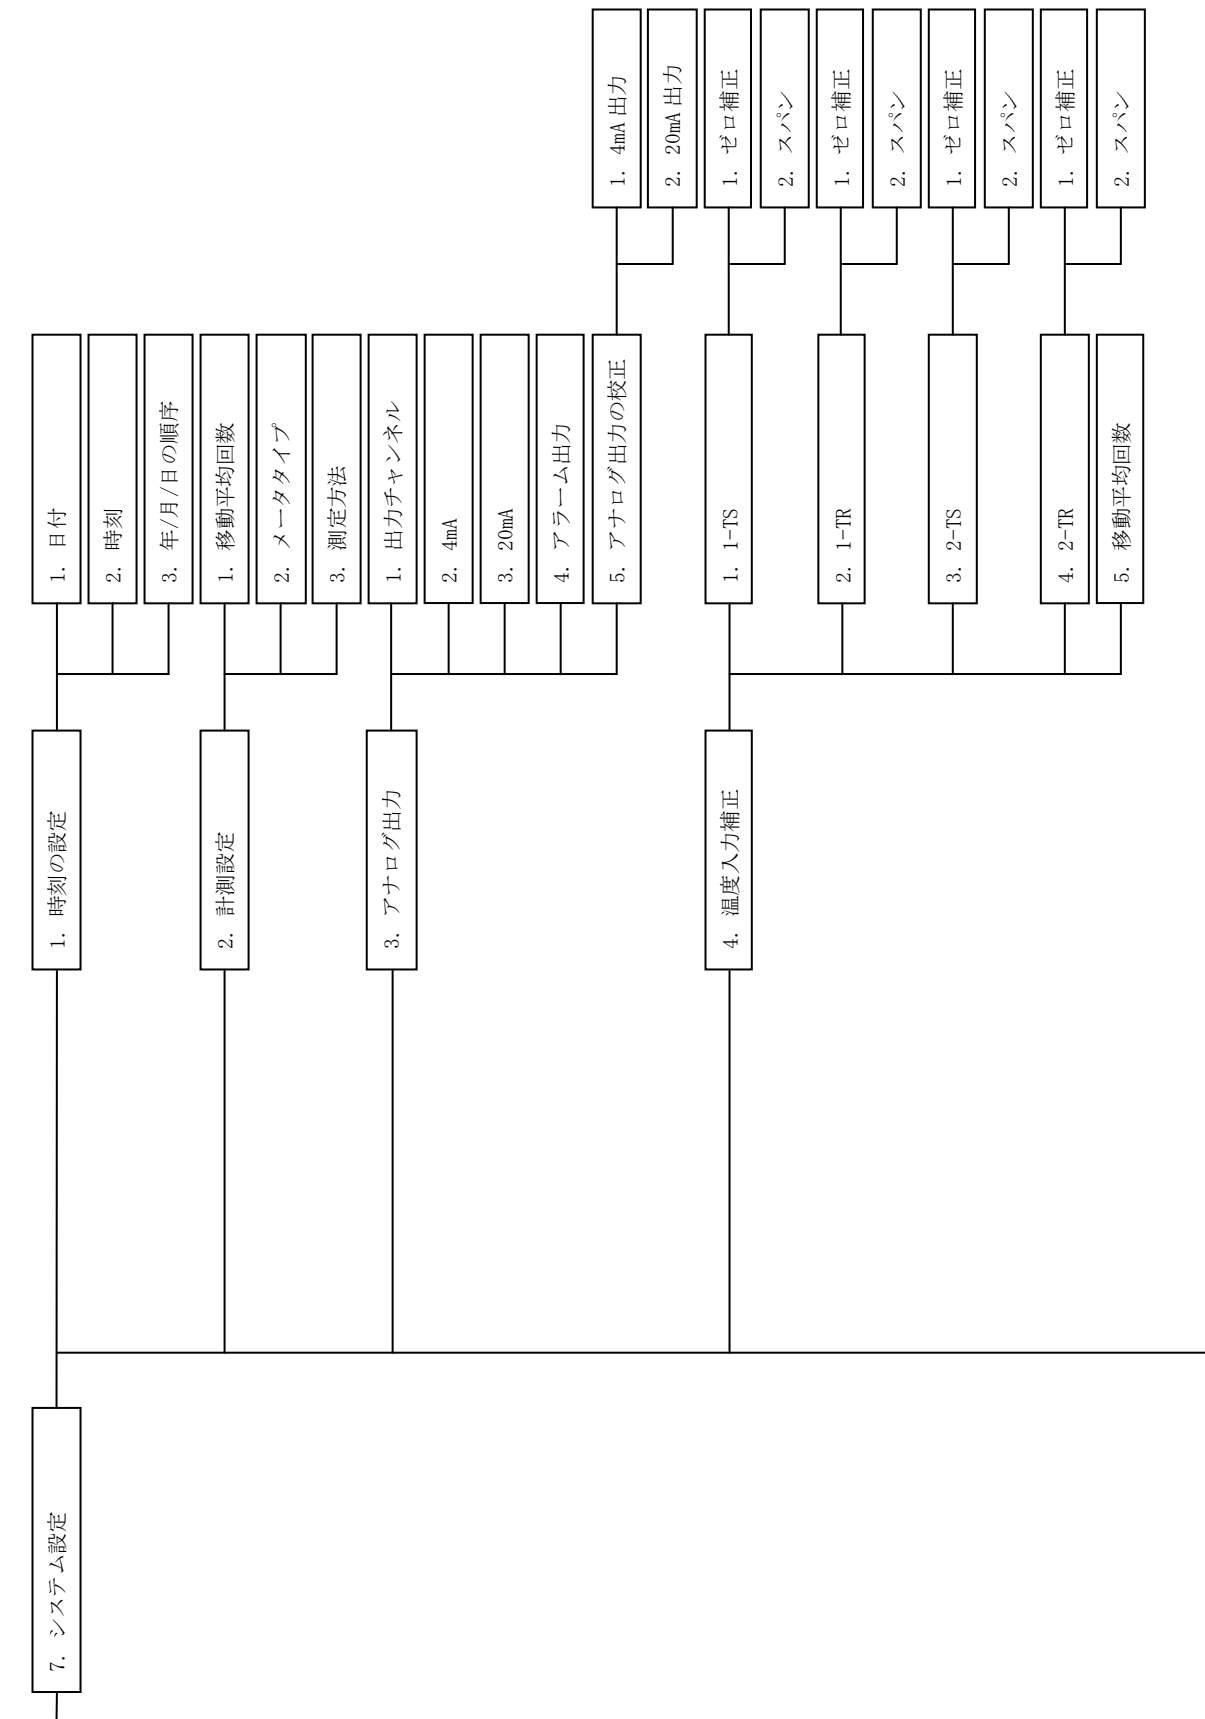 7. システム設定
1. 時刻の設定
1. 日付
2. 時刻
3. 年/月/日の順序
2. 計測設定
1. 移動平均回数
2. メータタイプ
3. 測定方法
3. アナログ出力
1. 出力チャンネル
2. 4mA
3. 20mA
4. アラーム出力
5. アナログ出力の校正
1. 4mA 出力
2. 20mA 出力
4. 温度入力補正
1. 1-TS
1. ゼロ補正
2. スパン
2. 1-TR
1. ゼロ補正
2. スパン
3. 2-TS
1. ゼロ補正
2. スパン
4. 2-TR
1. ゼロ補正
2. スパン
5. 移動平均回数